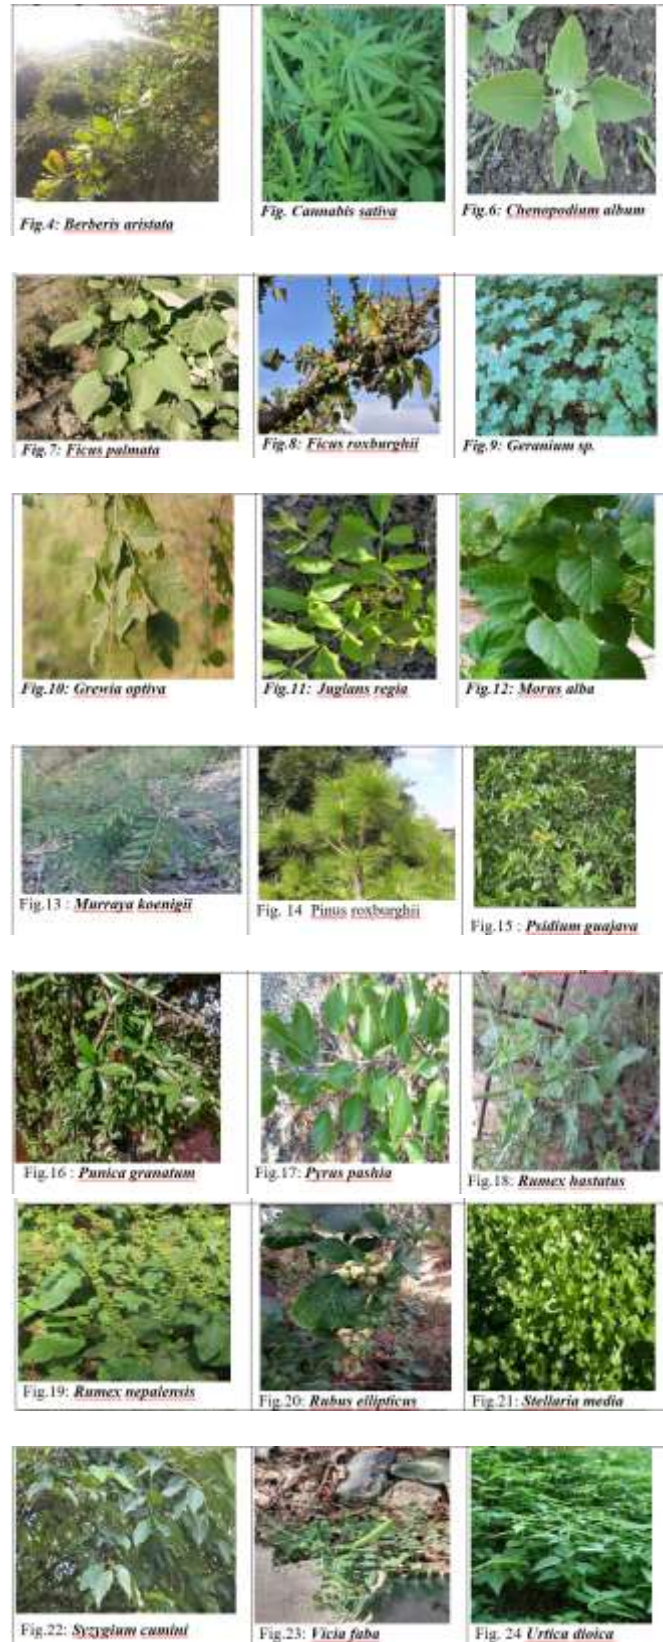 Fig.4: Berberis aristata
Fig. Cannabis sativa
Fig.6: Chenopodium album
Fig.7: Ficus palmata
Fig.8: Ficus roxburghii
Fig.9: Geranium sp.
Fig.10: Grewia optiva
Fig.11: Juglans regia
Fig.12: Morus alba
Fig.13 : Murraya koenigii
Fig. 14 Pinus roxburghii
Fig.15 : Psidium guajava
Fig.16 : Punica granatum
Fig.17: Pyrus pashia
Fig.18: Rumex hastatus
Fig.19: Rumex nepalensis
Fig.20: Rubus ellipticus
Fig.21: Stellaria media
Fig.22: Syzygium cumini
Fig.23: Vicia faba
Fig. 24 Urtica dioica